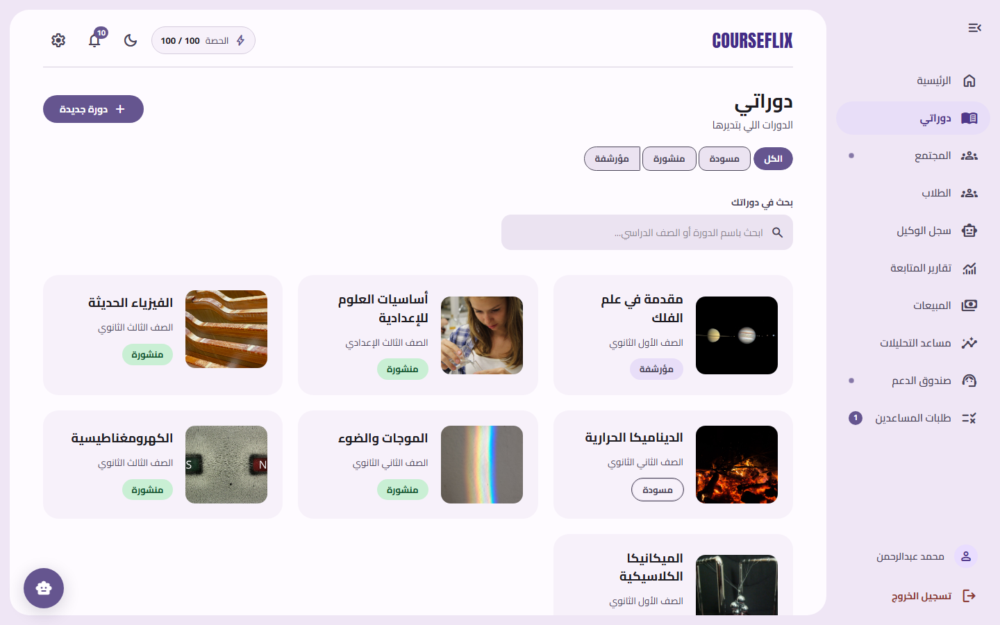 COURSEFLIX
الحصة 100 / 100
10
الرئيسية
دوراتي
المجتمع
الطلاب
سجل الوكيل
تقارير المتابعة
المبيعات
مساعد التحليلات
صندوق الدعم
طلبات المساعدين 1
محمد عبدالرحمن
تسجيل الخروج
دوراتي
الدورات اللي بتديرها
دورة جديدة
الكل
مسودة
منشورة
مؤرشفة
بحث في دوراتك
ابحث باسم الدورة أو الصف الدراسي...
مقدمة في علم
الفلك
الصف الأول الثانوي
مؤرشفة
أساسيات العلوم
للإعدادية
الصف الثالث الإعدادي
منشورة
الفيزياء الحديثة
الصف الثالث الثانوي
منشورة
الديناميكا الحرارية
الصف الثاني الثانوي
مسودة
الموجات والضوء
الصف الثاني الثانوي
منشورة
S
N
الكهرومغناطيسية
الصف الثالث الثانوي
منشورة
الميكانيكا
الكلاسيكية
الصف الأول الثانوي